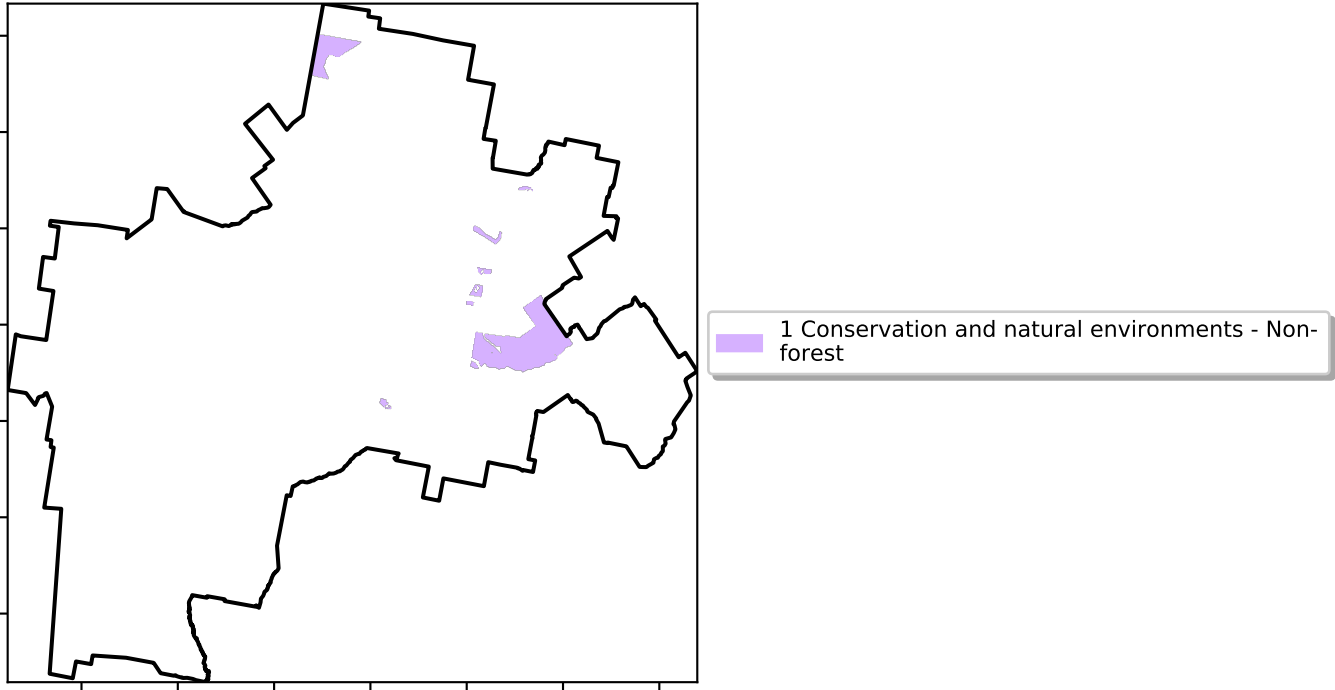 1 Conservation and natural environments - Non-
forest